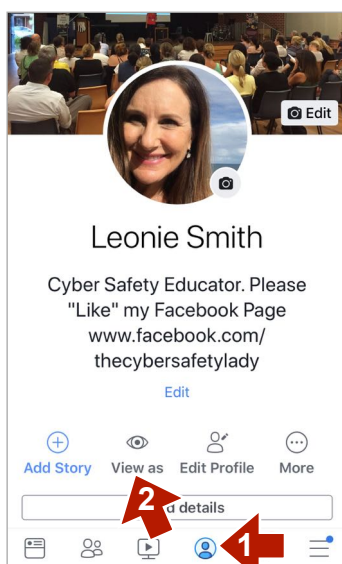 Edit
Leonie Smith
Cyber Safety Educator. Please
"Like" my Facebook Page
www.facebook.com/
thecybersafetylady
Edit
Add Story View as Edit Profile More
details
2
1